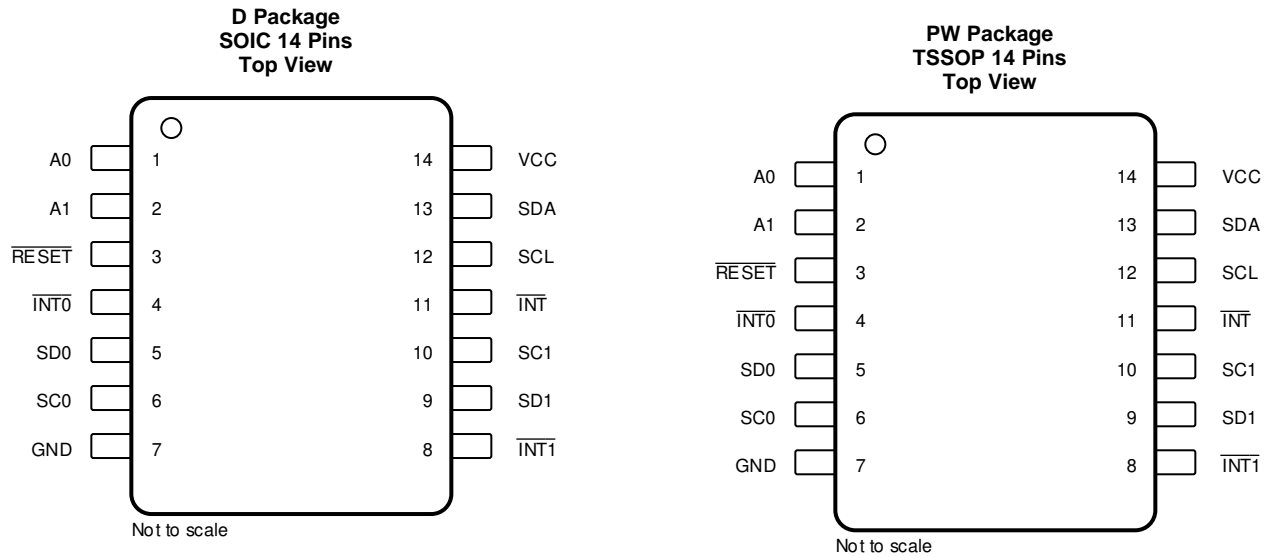 D Package
SOIC 14 Pins
Top View
A0 1 14 VCC
A1 2 13 SDA
RESET 3 12 SCL
INT0 4 11 INT
SD0 5 10 SC1
SC0 6 9 SD1
GND 7 8 INT1
Not to scale
PW Package
TSSOP 14 Pins
Top View
A0 1 14 VCC
A1 2 13 SDA
RESET 3 12 SCL
INT0 4 11 INT
SD0 5 10 SC1
SC0 6 9 SD1
GND 7 8 INT1
Not to scale